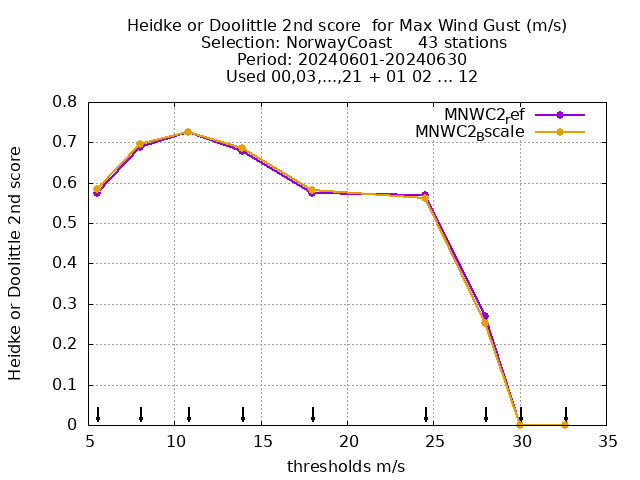 Heidke or Doolittle 2nd score  for Max Wind Gust (m/s)
Selection: NorwayCoast     43 stations
Period: 20240601-20240630
Used 00,03,...,21 + 01 02 ... 12
MNWC2ref
MNWC2Bscale
Heidke or Doolittle 2nd score
0.8
0.7
0.6
0.5
0.4
0.3
0.2
0.1
0
5 10 15 20 25 30 35
thresholds m/s